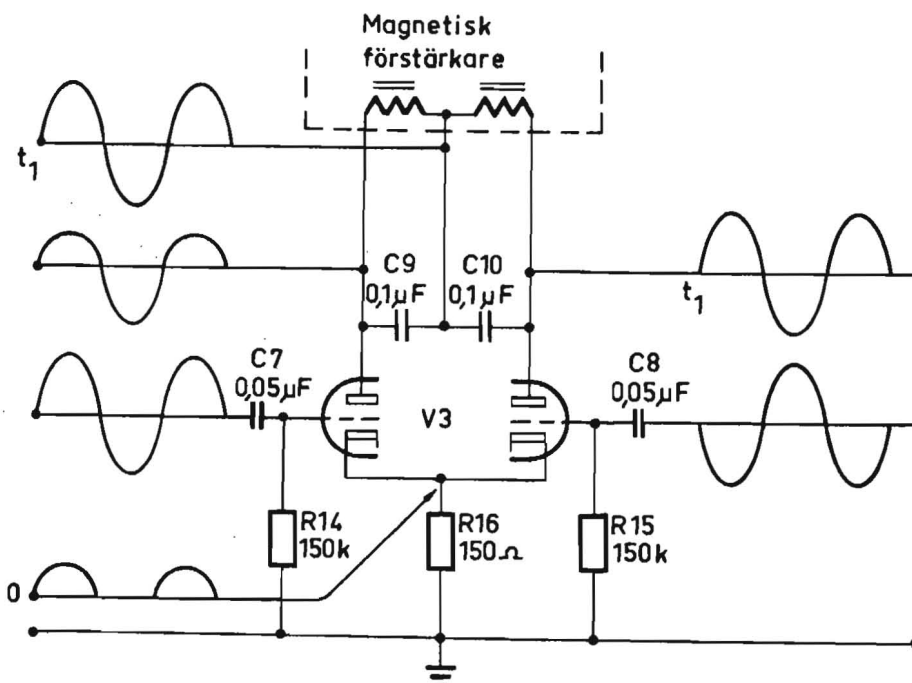 Magnetisk
förstärkare
t₁
C9
0,1µF
C10
0,1µF
t₁
C7
0,05µF
C8
0,05µF
V3
R14
150k
R16
150Ω
R15
150k
0